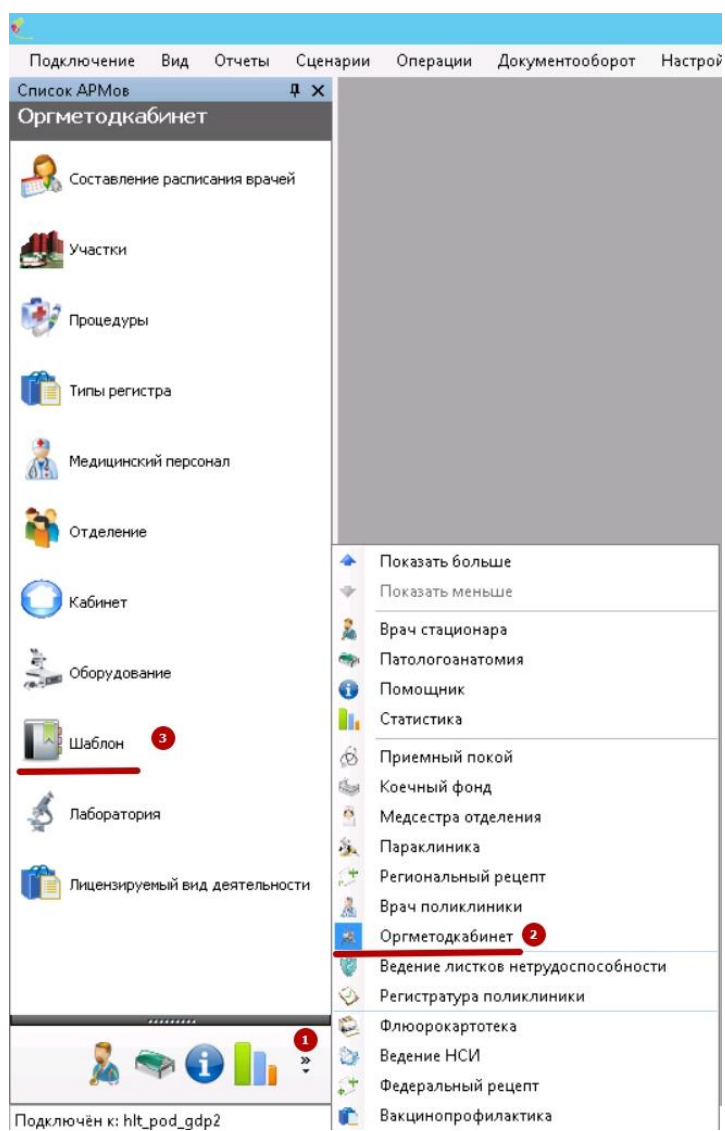 Подключение Вид Отчеты Сценарии Операции Документооборот Настрой
Список АРМов
Оргметодкабинет
Составление расписания врачей
Участки
Процедуры
Типы регистра
Медицинский персонал
Отделение
Кабинет
Оборудование
Шаблон 3
Лаборатория
Лицензируемый вид деятельности
1
Подключён к: hlt_pod_gdp2
Показать больше
Показать меньше
Врач стационара
Патологоанатомия
Помощник
Статистика
Приемный покой
Коечный фонд
Медсестра отделения
Параклиника
Региональный рецепт
Врач поликлиники
Оргметодкабинет 2
Ведение листков нетрудоспособности
Регистратура поликлиники
Флюорокартотека
Ведение НСИ
Федеральный рецепт
Вакцинопрофилактика